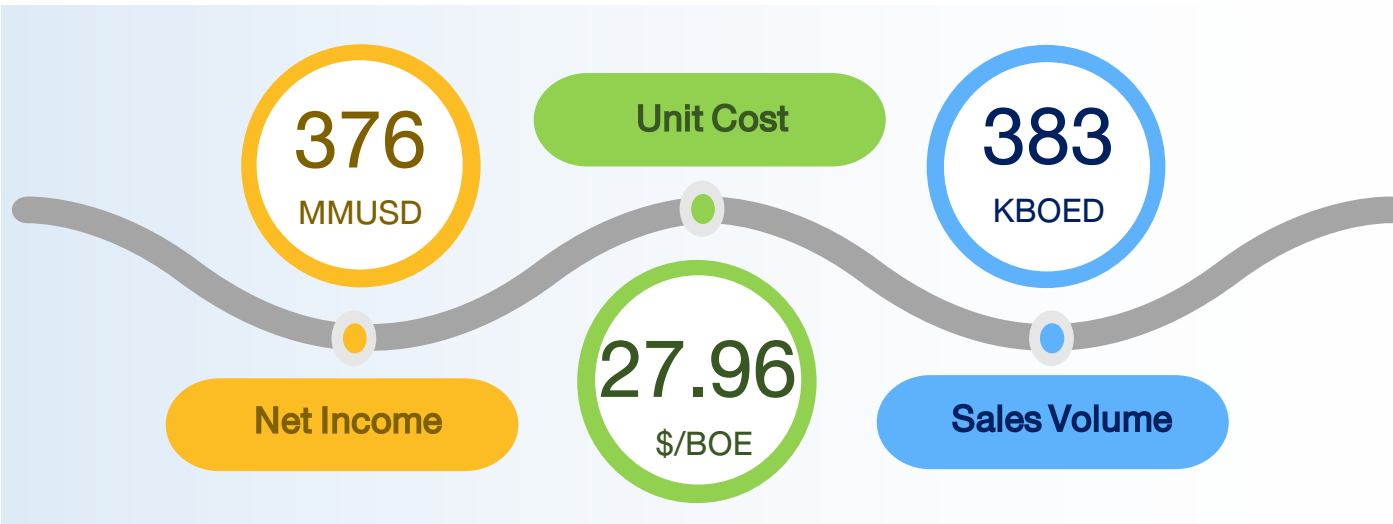 376
MMUSD
Net Income
Unit Cost
27.96
$/BOE
383
KBOED
Sales Volume